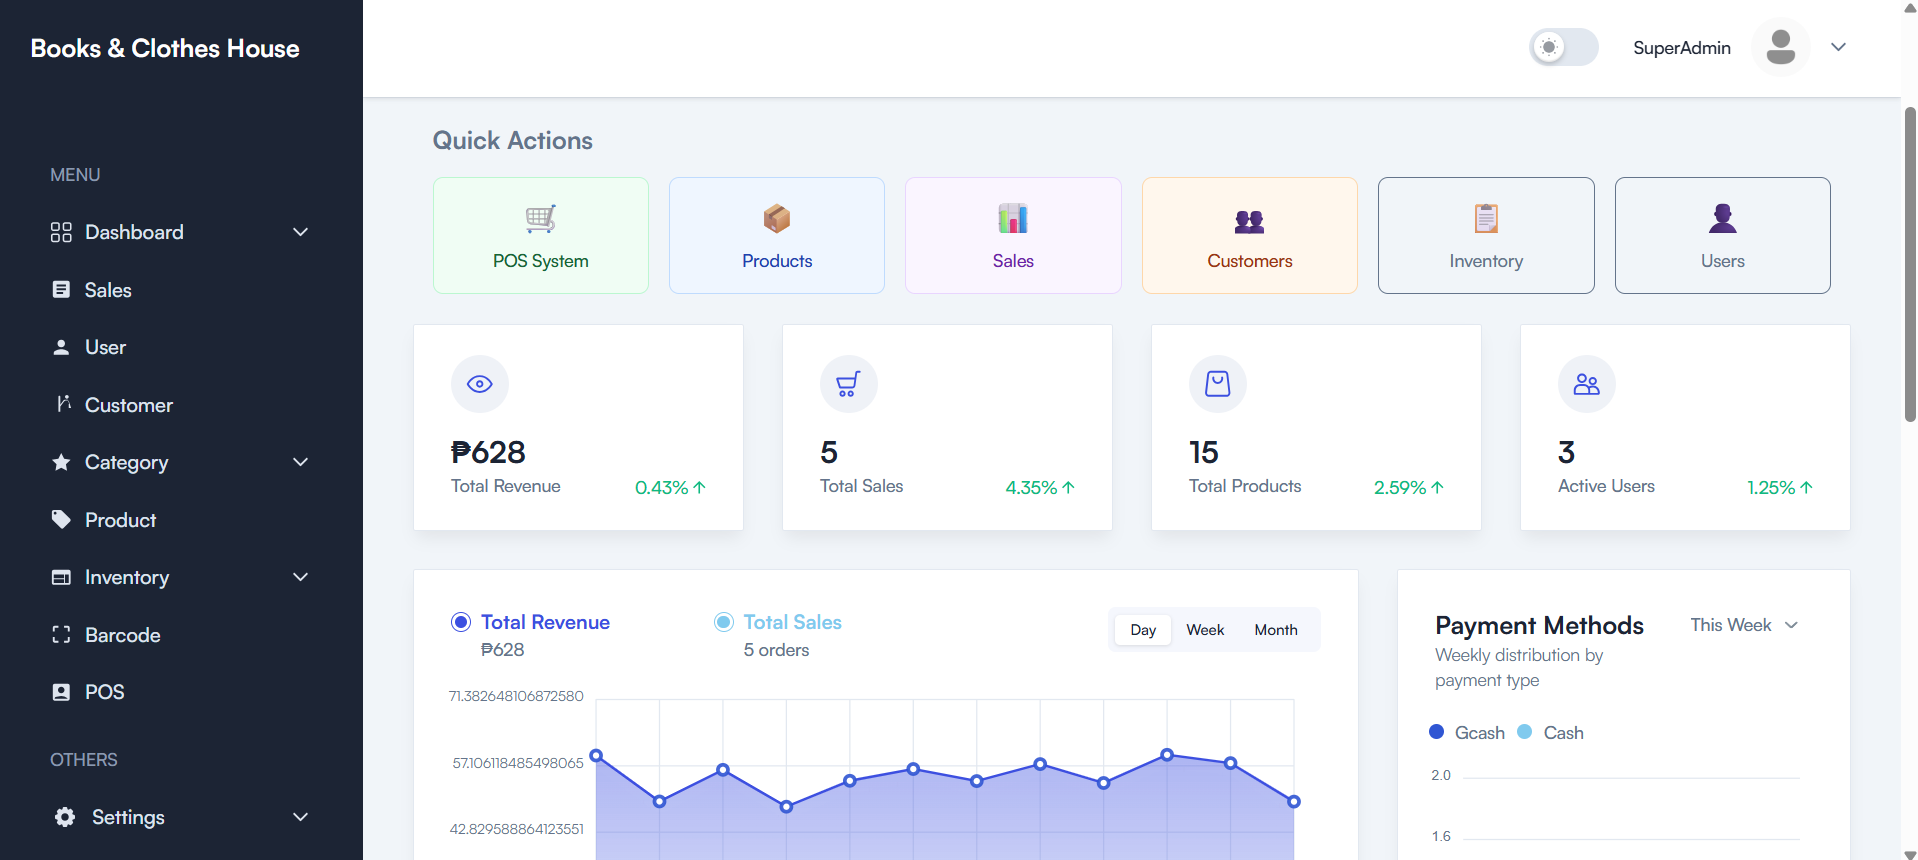 Books & Clothes House
SuperAdmin
MENU
Dashboard
Sales
User
Customer
Category
Product
Inventory
Barcode
POS
OTHERS
Settings
Quick Actions
POS System
Products
Sales
Customers
Inventory
Users
₱628
Total Revenue
0.43%
5
Total Sales
4.35%
15
Total Products
2.59%
3
Active Users
1.25%
Total Revenue
₱628
Total Sales
5 orders
Day Week Month
71.382648106872580
57.106118485498065
42.829588864123551
Payment Methods
This Week
Weekly distribution by
payment type
Gcash Cash
2.0
1.6